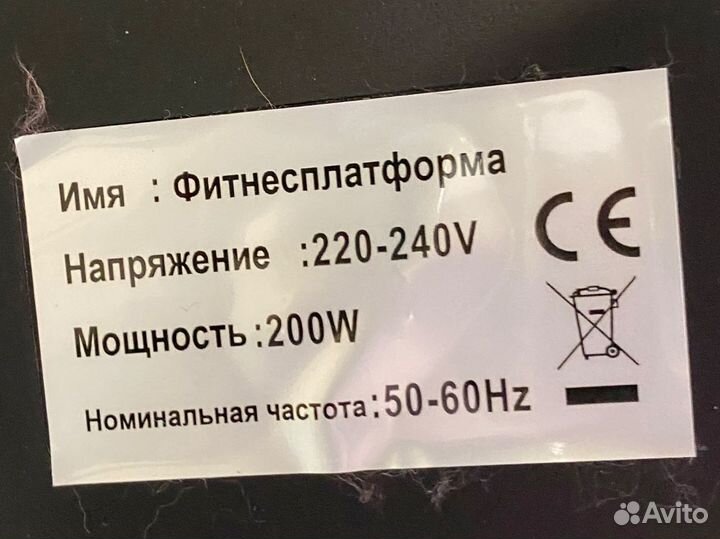 Имя : Фитнесплатформа
Напряжение :220-240V
CE
Мощность :200W
Номинальная частота:50-60Hz
Avito